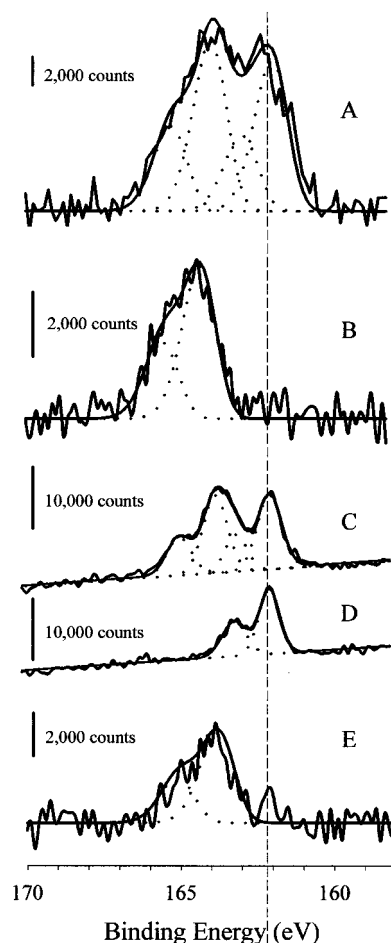 2,000 counts
A
2,000 counts
B
10,000 counts
C
10,000 counts
D
2,000 counts
E
170 165 160
Binding Energy (eV)